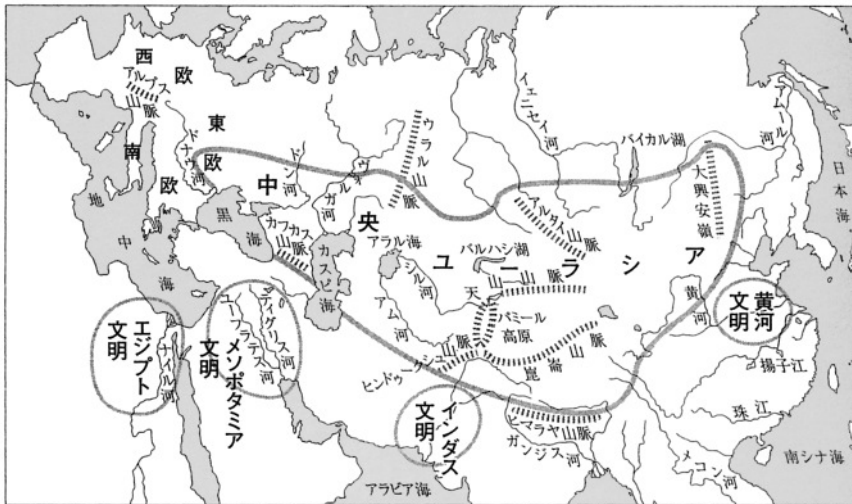 西欧
アルプス山脈
南欧
東欧
ドナウ河
ドン河
ヴォルガ河
ウラル山脈
イェニセイ河
バイカル湖
アムール河
大興安嶺
日本海
地中海
黒海
カフカス山脈
カスピ海
中央ユーラシア
アラル海
シル河
アム河
バルハシ湖
アルタイ山脈
天山山脈
パミール高原
ヒンドゥークシュ山脈
崑崙山脈
ヒマラヤ山脈
ガンジス河
黄河
黄河文明
揚子江
珠江
メコン河
南シナ海
アラビア海
エジプト文明
ナイル河
メソポタミア文明
ティグリス河
ユーフラテス河
インダス文明